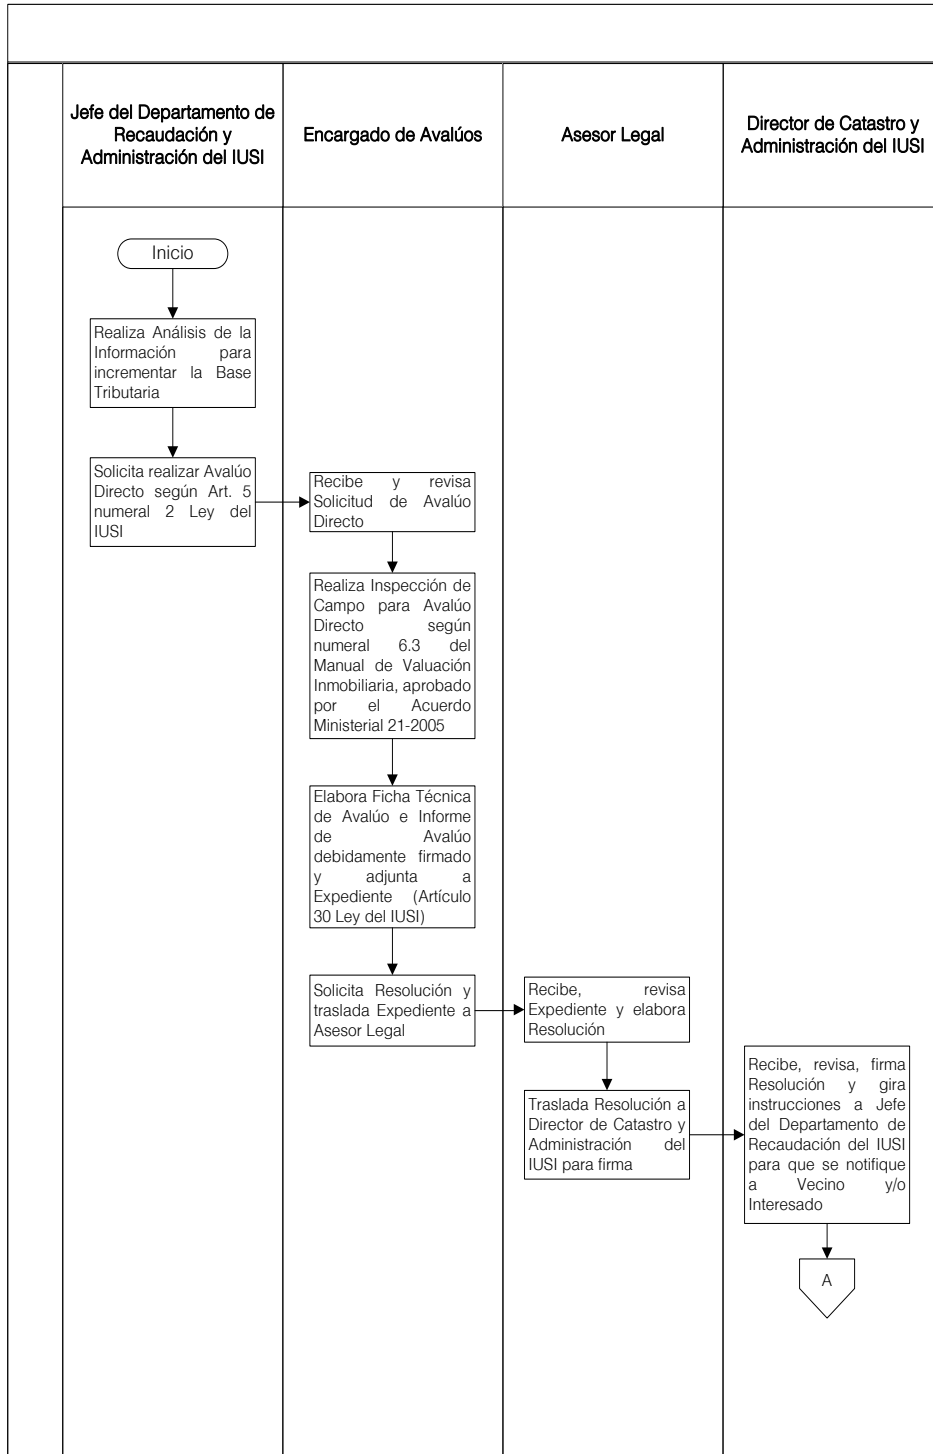 Jefe del Departamento de
Recaudación y
Administración del IUSI
Encargado de Avalúos
Asesor Legal
Director de Catastro y
Administración del IUSI
Inicio
Realiza Análisis de la
Información para
incrementar la Base
Tributaria
Solicita realizar Avalúo
Directo según Art. 5
numeral 2 Ley del
IUSI
Recibe y revisa
Solicitud de Avalúo
Directo
Realiza Inspección de
Campo para Avalúo
Directo según
numeral 6.3 del
Manual de Valuación
Inmobiliaria, aprobado
por el Acuerdo
Ministerial 21-2005
Elabora Ficha Técnica
de Avalúo e Informe
de Avalúo
debidamente firmado
y adjunta a
Expediente (Artículo
30 Ley del IUSI)
Solicita Resolución y
traslada Expediente a
Asesor Legal
Recibe, revisa
Expediente y elabora
Resolución
Traslada Resolución a
Director de Catastro y
Administración del
IUSI para firma
Recibe, revisa, firma
Resolución y gira
instrucciones a Jefe
del Departamento de
Recaudación del IUSI
para que se notifique
a Vecino y/o
Interesado
A